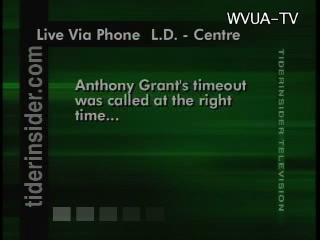 WVUA-TV
Live Via Phone L.D. - Centre
Anthony Grant's timeout
was called at the right
time...
tiderinsider.com
TIDERINSIDER TELEVISION